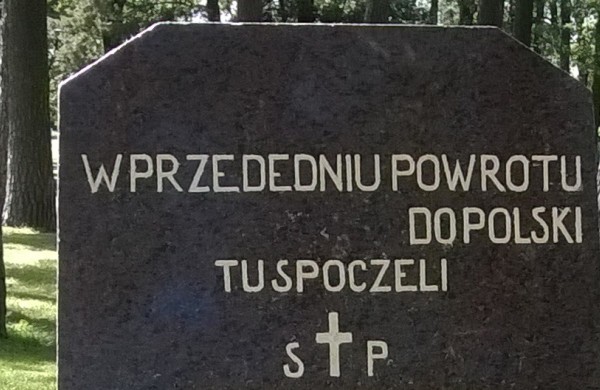 W PRZEDEDNIU POWROTU
DO POLSKI
TU SPOCZELI
S ✝ P